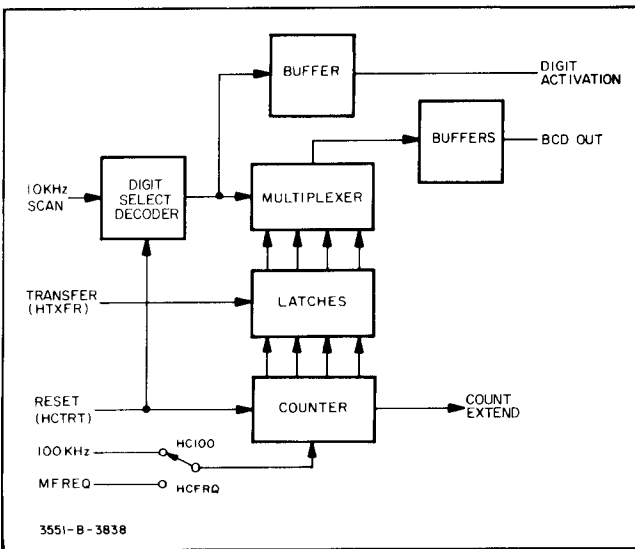 BUFFER
DIGIT
ACTIVATION
BUFFERS
BCD OUT
10KHz
SCAN
DIGIT
SELECT
DECODER
MULTIPLEXER
TRANSFER
(HTXFR)
LATCHES
RESET
(HCTRT)
COUNTER
COUNT
EXTEND
100KHz
HC100
MFREQ
HCFRQ
3551-B-3838